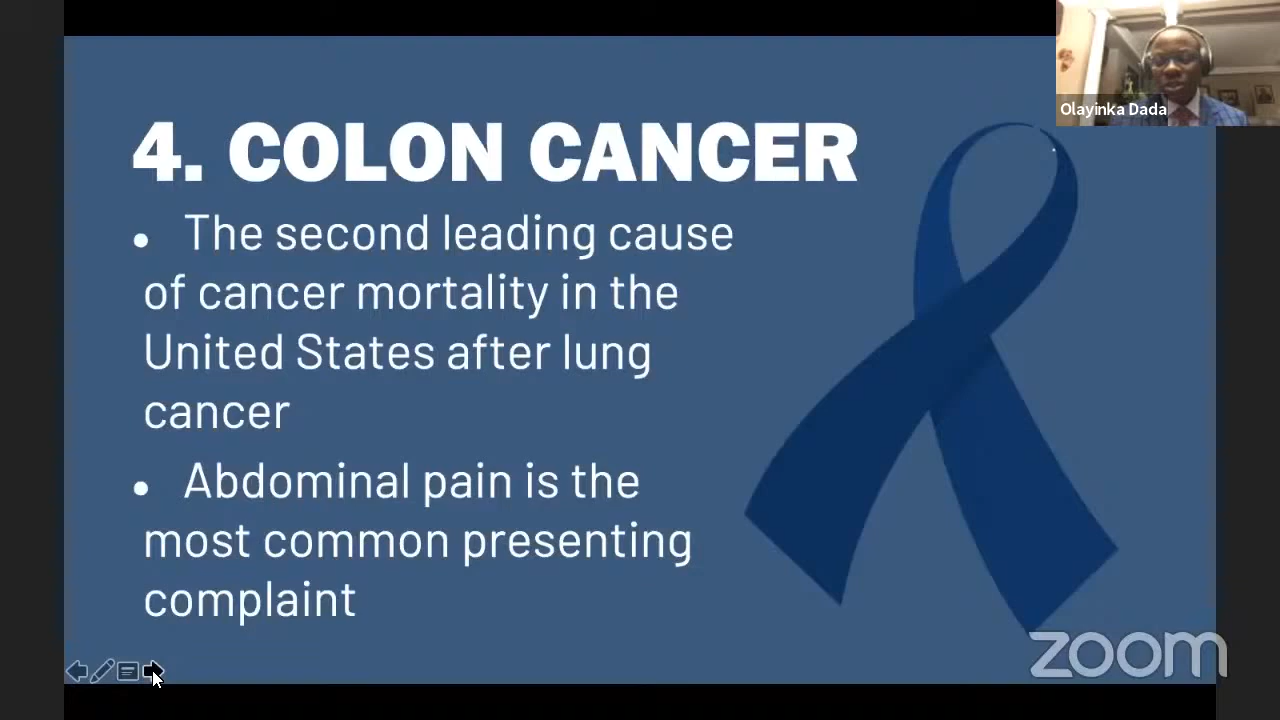 Olayinka Dada
4. COLON CANCER
• The second leading cause
of cancer mortality in the
United States after lung
cancer
• Abdominal pain is the
most common presenting
complaint
zoom